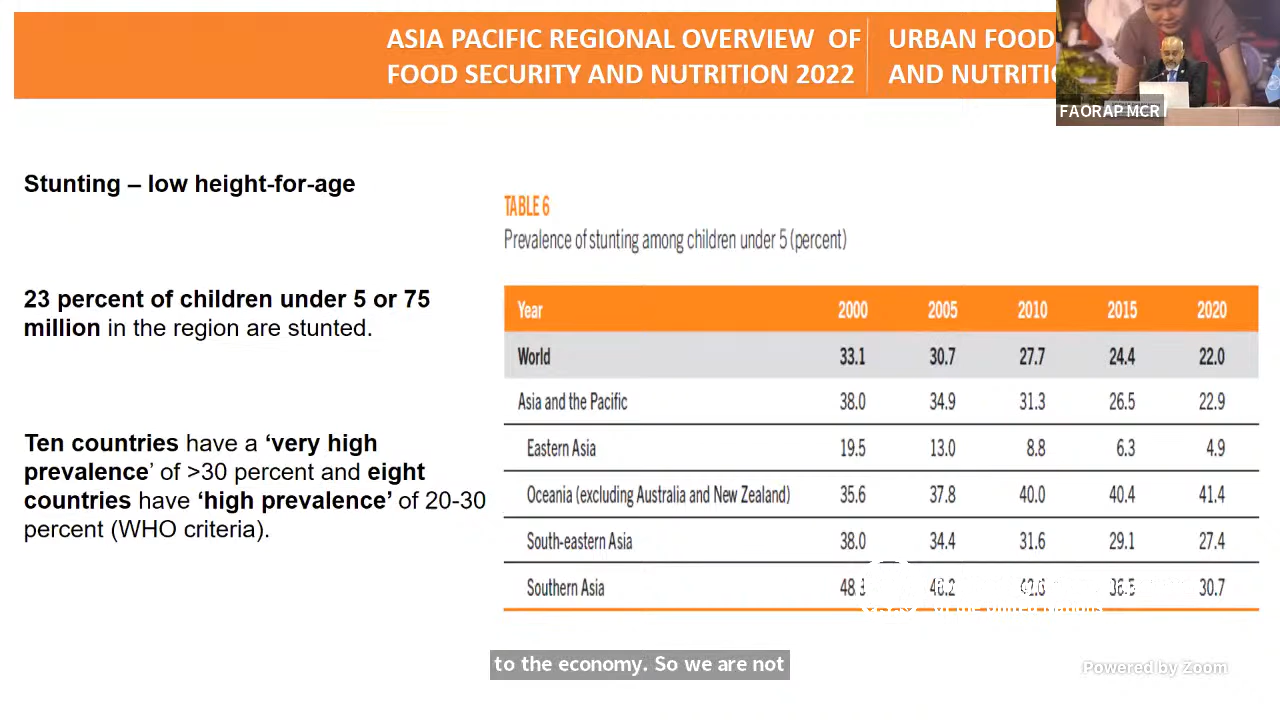 ASIA PACIFIC REGIONAL OVERVIEW OF
FOOD SECURITY AND NUTRITION 2022
URBAN FOOD
AND
FAORAP MCR
Stunting – low height-for-age
23 percent of children under 5 or 75
million in the region are stunted.
Ten countries have a ‘very high
prevalence’ of >30 percent and eight
countries have ‘high prevalence’ of 20-30
percent (WHO criteria).
TABLE 6
Prevalence of stunting among children under 5 (percent)
Year 2000 2005 2010 2015 2020
World 33.1 30.7 27.7 24.4 22.0
Asia and the Pacific 38.0 34.9 31.3 26.5 22.9
Eastern Asia 19.5 13.0 8.8 6.3 4.9
Oceania (excluding Australia and New Zealand) 35.6 37.8 40.0 40.4 41.4
South-eastern Asia 38.0 34.4 31.6 29.1 27.4
Southern Asia 30.7
of the United Nations
to the economy. So we are not
Powered by Zoom